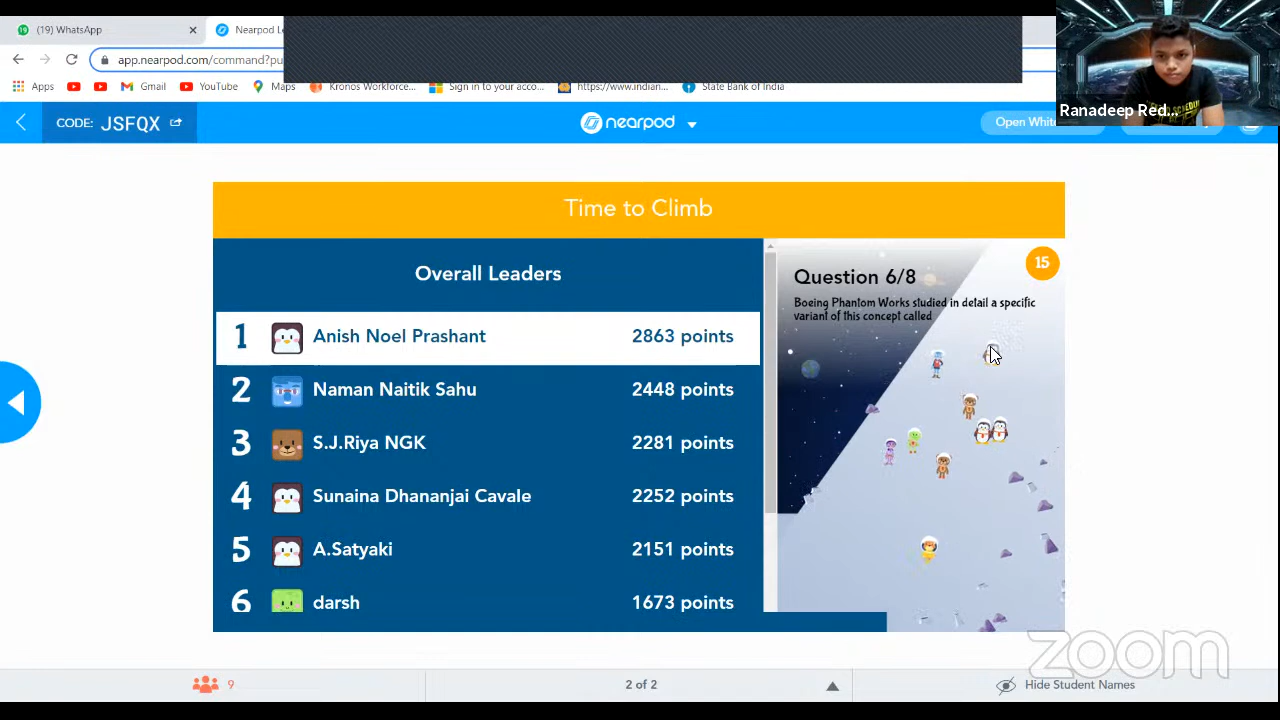 (19) WhatsApp
Nearpod L
app.nearpod.com/command?pu
Apps
Gmail
YouTube
Maps
Kronos Workforce...
Sign in to your acco...
https://www.indian...
State Bank of India
Ranadeep Red...
CODE: JSFQX
nearpod
Open Whit
Time to Climb
Overall Leaders
1 Anish Noel Prashant 2863 points
2 Naman Naitik Sahu 2448 points
3 S.J.Riya NGK 2281 points
4 Sunaina Dhananjai Cavale 2252 points
5 A.Satyaki 2151 points
6 darsh 1673 points
15
Question 6/8
Boeing Phantom Works studied in detail a specific
variant of this concept called
zoom
9
2 of 2
Hide Student Names